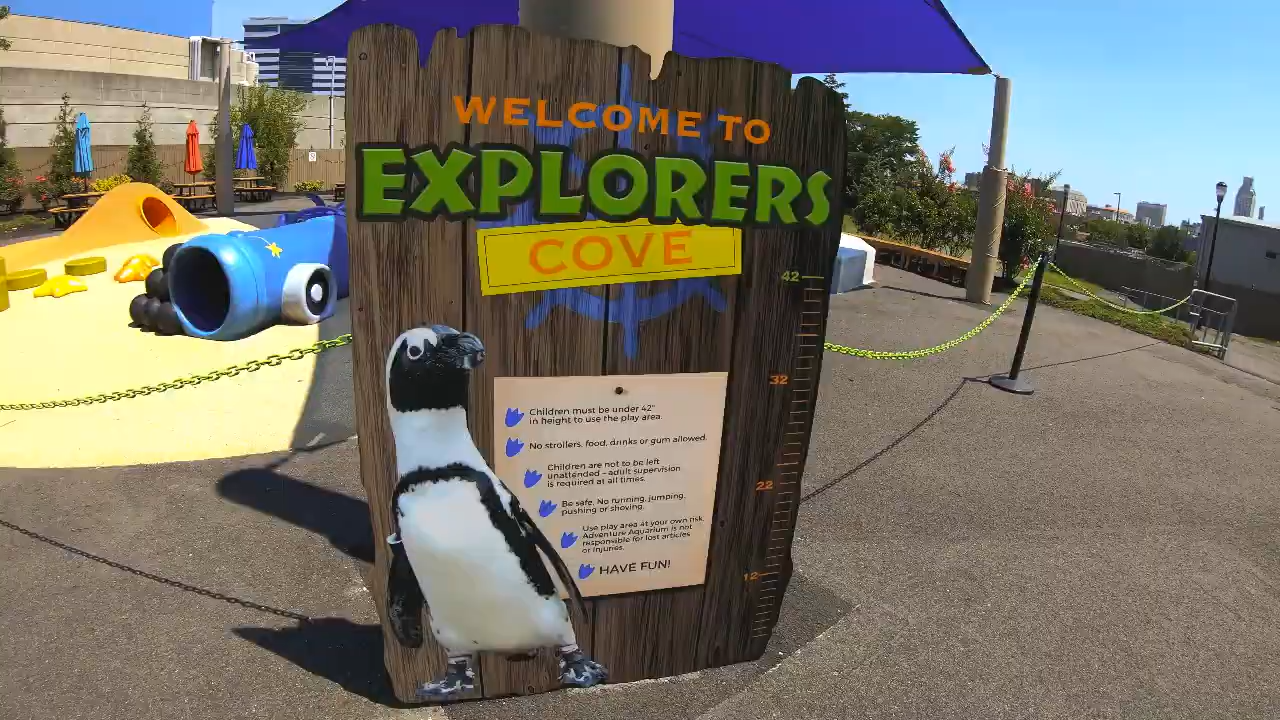 WELCOME TO
EXPLORERS
COVE
42
32
22
12
Children must be under 42"
in height to use the play area.
No strollers, food, drinks or gum allowed.
Children are not to be left
unattended - adult supervision
is required at all times.
Be safe. No running, jumping,
pushing or shoving.
Use play area at your own risk.
Adventure Aquarium is not
responsible for lost articles
or injuries.
HAVE FUN!